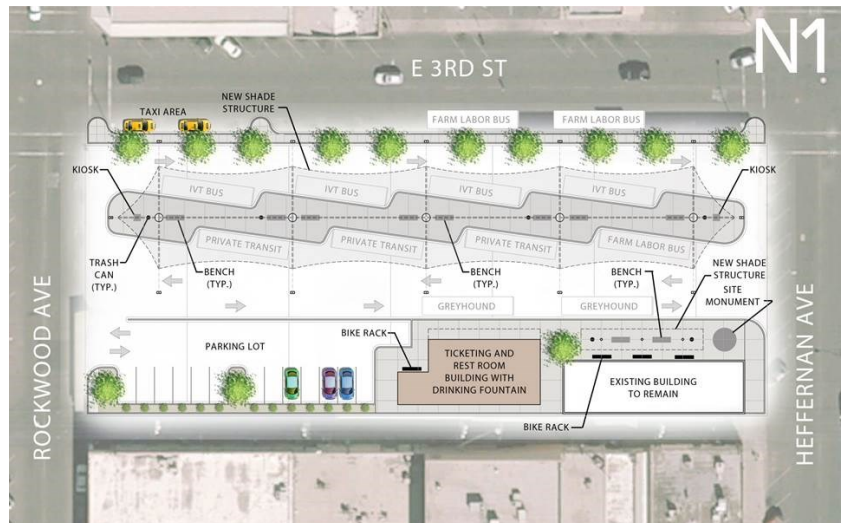 N1
E 3RD ST
TAXI AREA
NEW SHADE
STRUCTURE
FARM LABOR BUS
FARM LABOR BUS
KIOSK
IVT BUS
IVT BUS
IVT BUS
IVT BUS
KIOSK
PRIVATE TRANSIT
PRIVATE TRANSIT
PRIVATE TRANSIT
FARM LABOR BUS
TRASH
CAN
(TYP.)
BENCH
(TYP.)
BENCH
(TYP.)
BENCH
(TYP.)
NEW SHADE
STRUCTURE
SITE
MONUMENT
GREYHOUND
GREYHOUND
ROCKWOOD AVE
HEFFERNAN AVE
PARKING LOT
BIKE RACK
TICKETING AND
REST ROOM
BUILDING WITH
DRINKING FOUNTAIN
EXISTING BUILDING
TO REMAIN
BIKE RACK